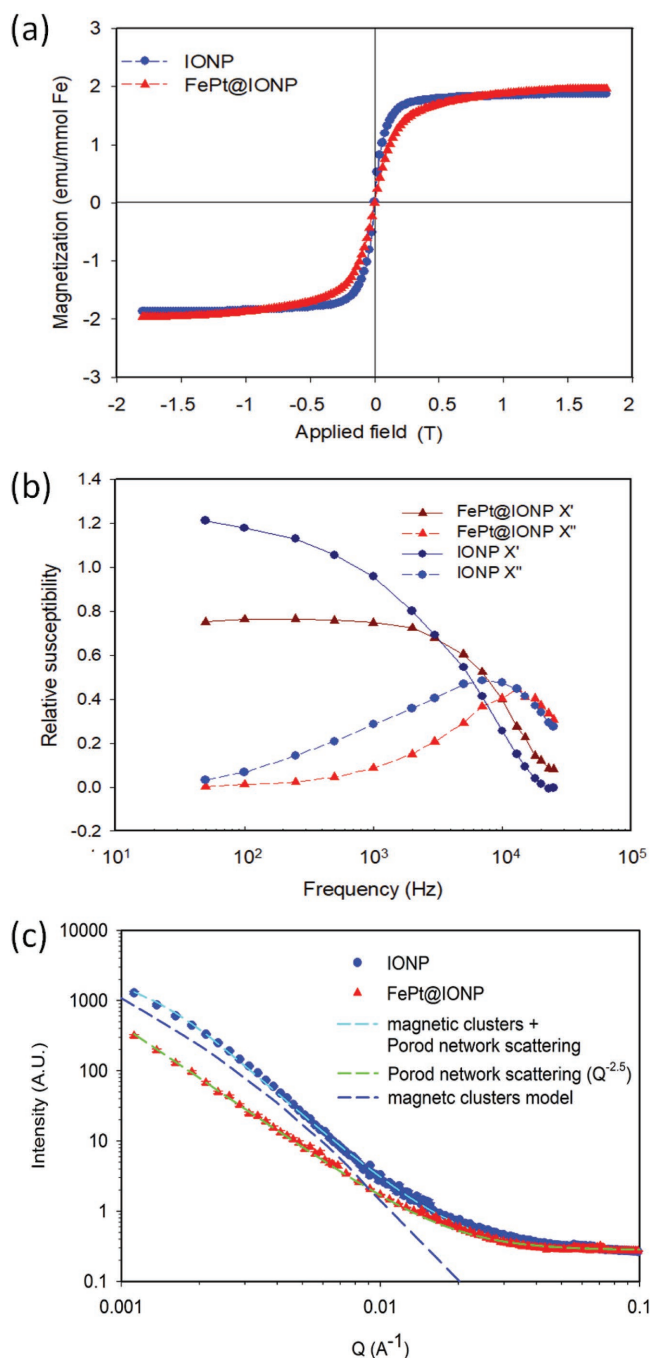 (a)
3
2
1
0
-1
-2
-3
Magnetization (emu/mmol Fe)
IONP
FePt@IONP
-2
-1.5
-1
-0.5
0
0.5
1
1.5
2
Applied field (T)
(b)
1.4
1.2
1.0
0.8
0.6
0.4
0.2
0.0
-0.2
Relative susceptibility
FePt@IONP X'
FePt@IONP X"
IONP X'
IONP X"
10¹
10²
10³
10⁴
10⁵
Frequency (Hz)
(c)
10000
1000
100
10
1
0.1
Intensity (A.U.)
IONP
FePt@IONP
magnetic clusters +
Porod network scattering
Porod network scattering (Q⁻²·⁵)
magnetc clusters model
0.001
0.01
0.1
Q (A⁻¹)